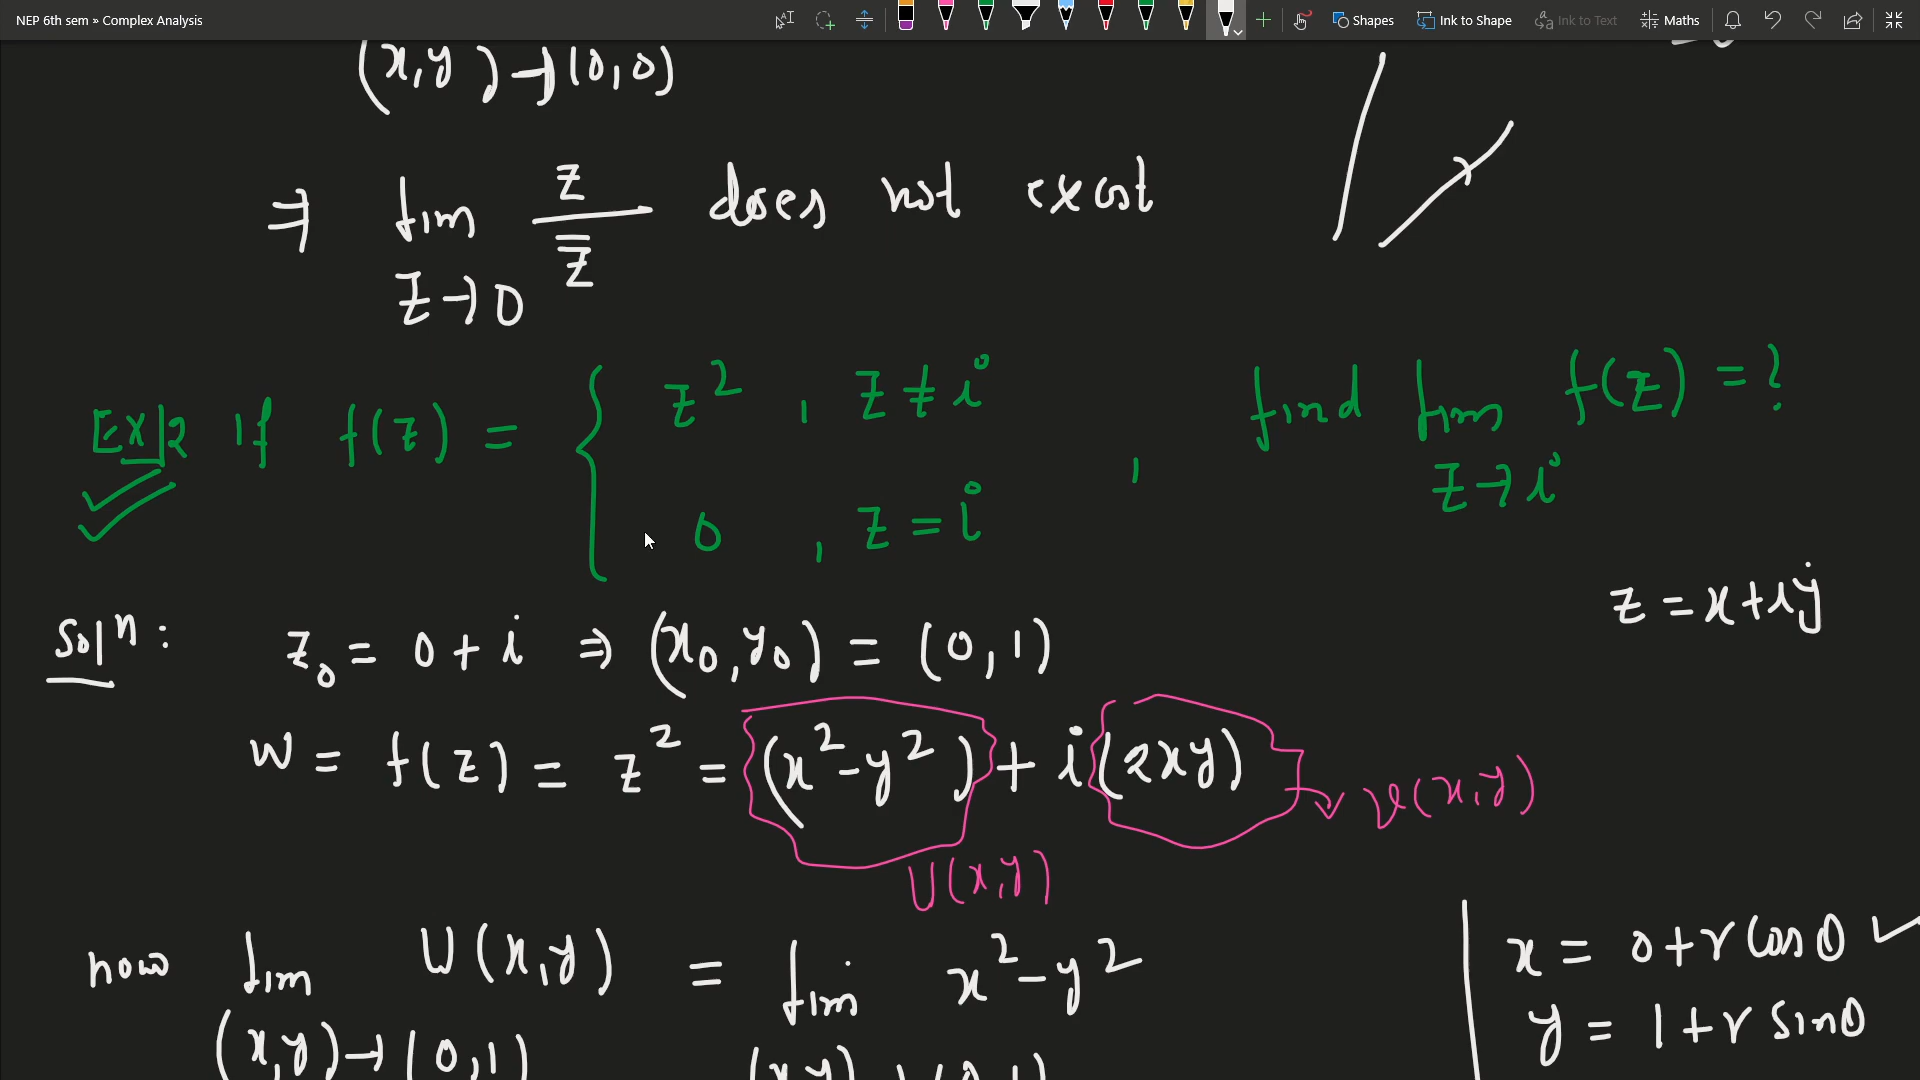 NEP 6th sem » Complex Analysis
Shapes Ink to Shape Ink to Text Maths
(x,y) → (0,0)
⇒ lim z/z̅ does not exist
z→0
Ex|2 If f(z) = { z² , z ≠ i
0 , z = i
, find lim f(z) = ?
z→i
z = x+iy
Solⁿ: z₀ = 0 + i ⇒ (x₀,y₀) = (0,1)
w = f(z) = z² = (x²-y²) + i(2xy) → v(x,y)
U(x,y)
now lim U(x,y) = lim x²-y²
(x,y)→(0,1)
x = 0+r cosθ ✓
y = 1+r sinθ